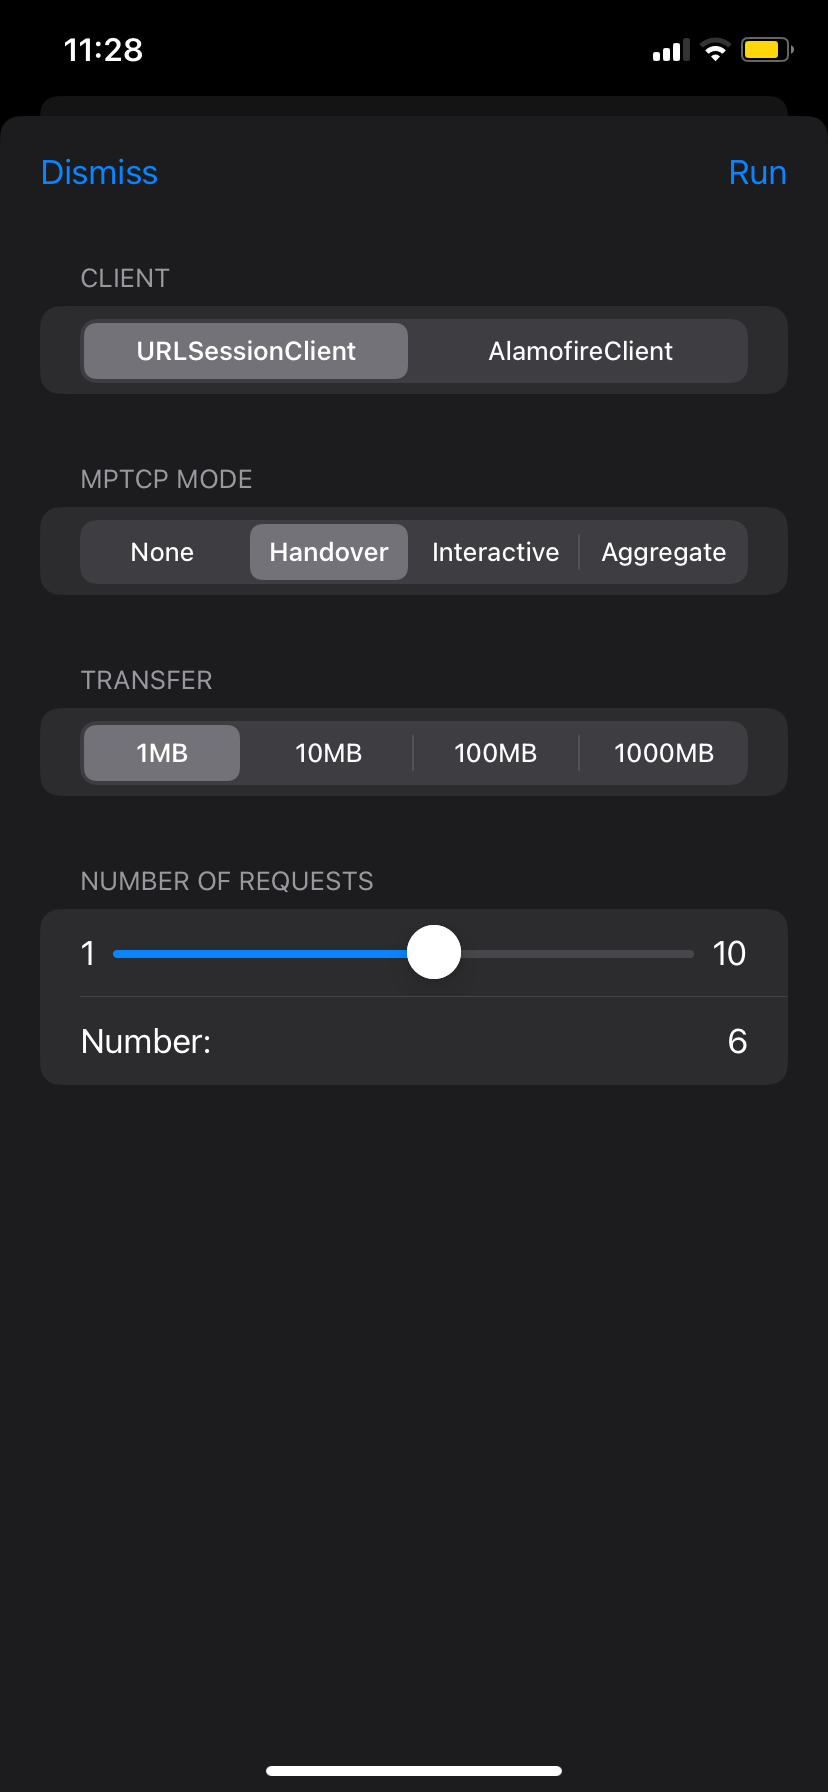 11:28
Dismiss Run
CLIENT
URLSessionClient AlamofireClient
MPTCP MODE
None Handover Interactive Aggregate
TRANSFER
1MB 10MB 100MB 1000MB
NUMBER OF REQUESTS
1 10
Number: 6